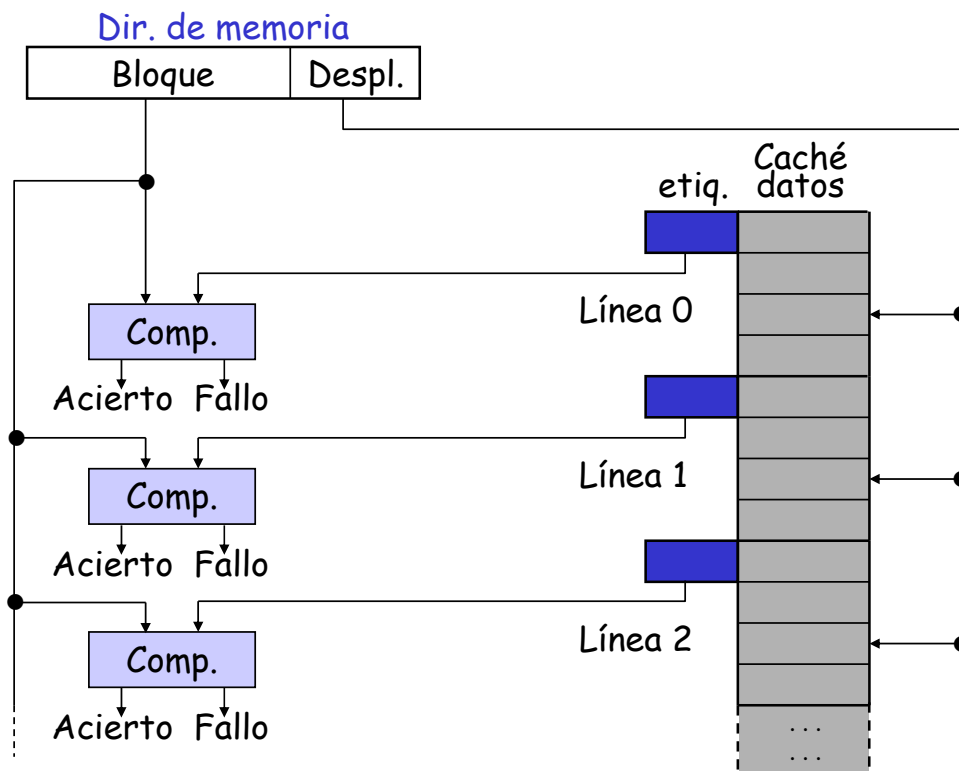 Dir. de memoria
Bloque Despl.
Caché
etiq. datos
Línea 0
Comp.
Acierto Fallo
Línea 1
Comp.
Acierto Fallo
Línea 2
Comp.
Acierto Fallo
...
...